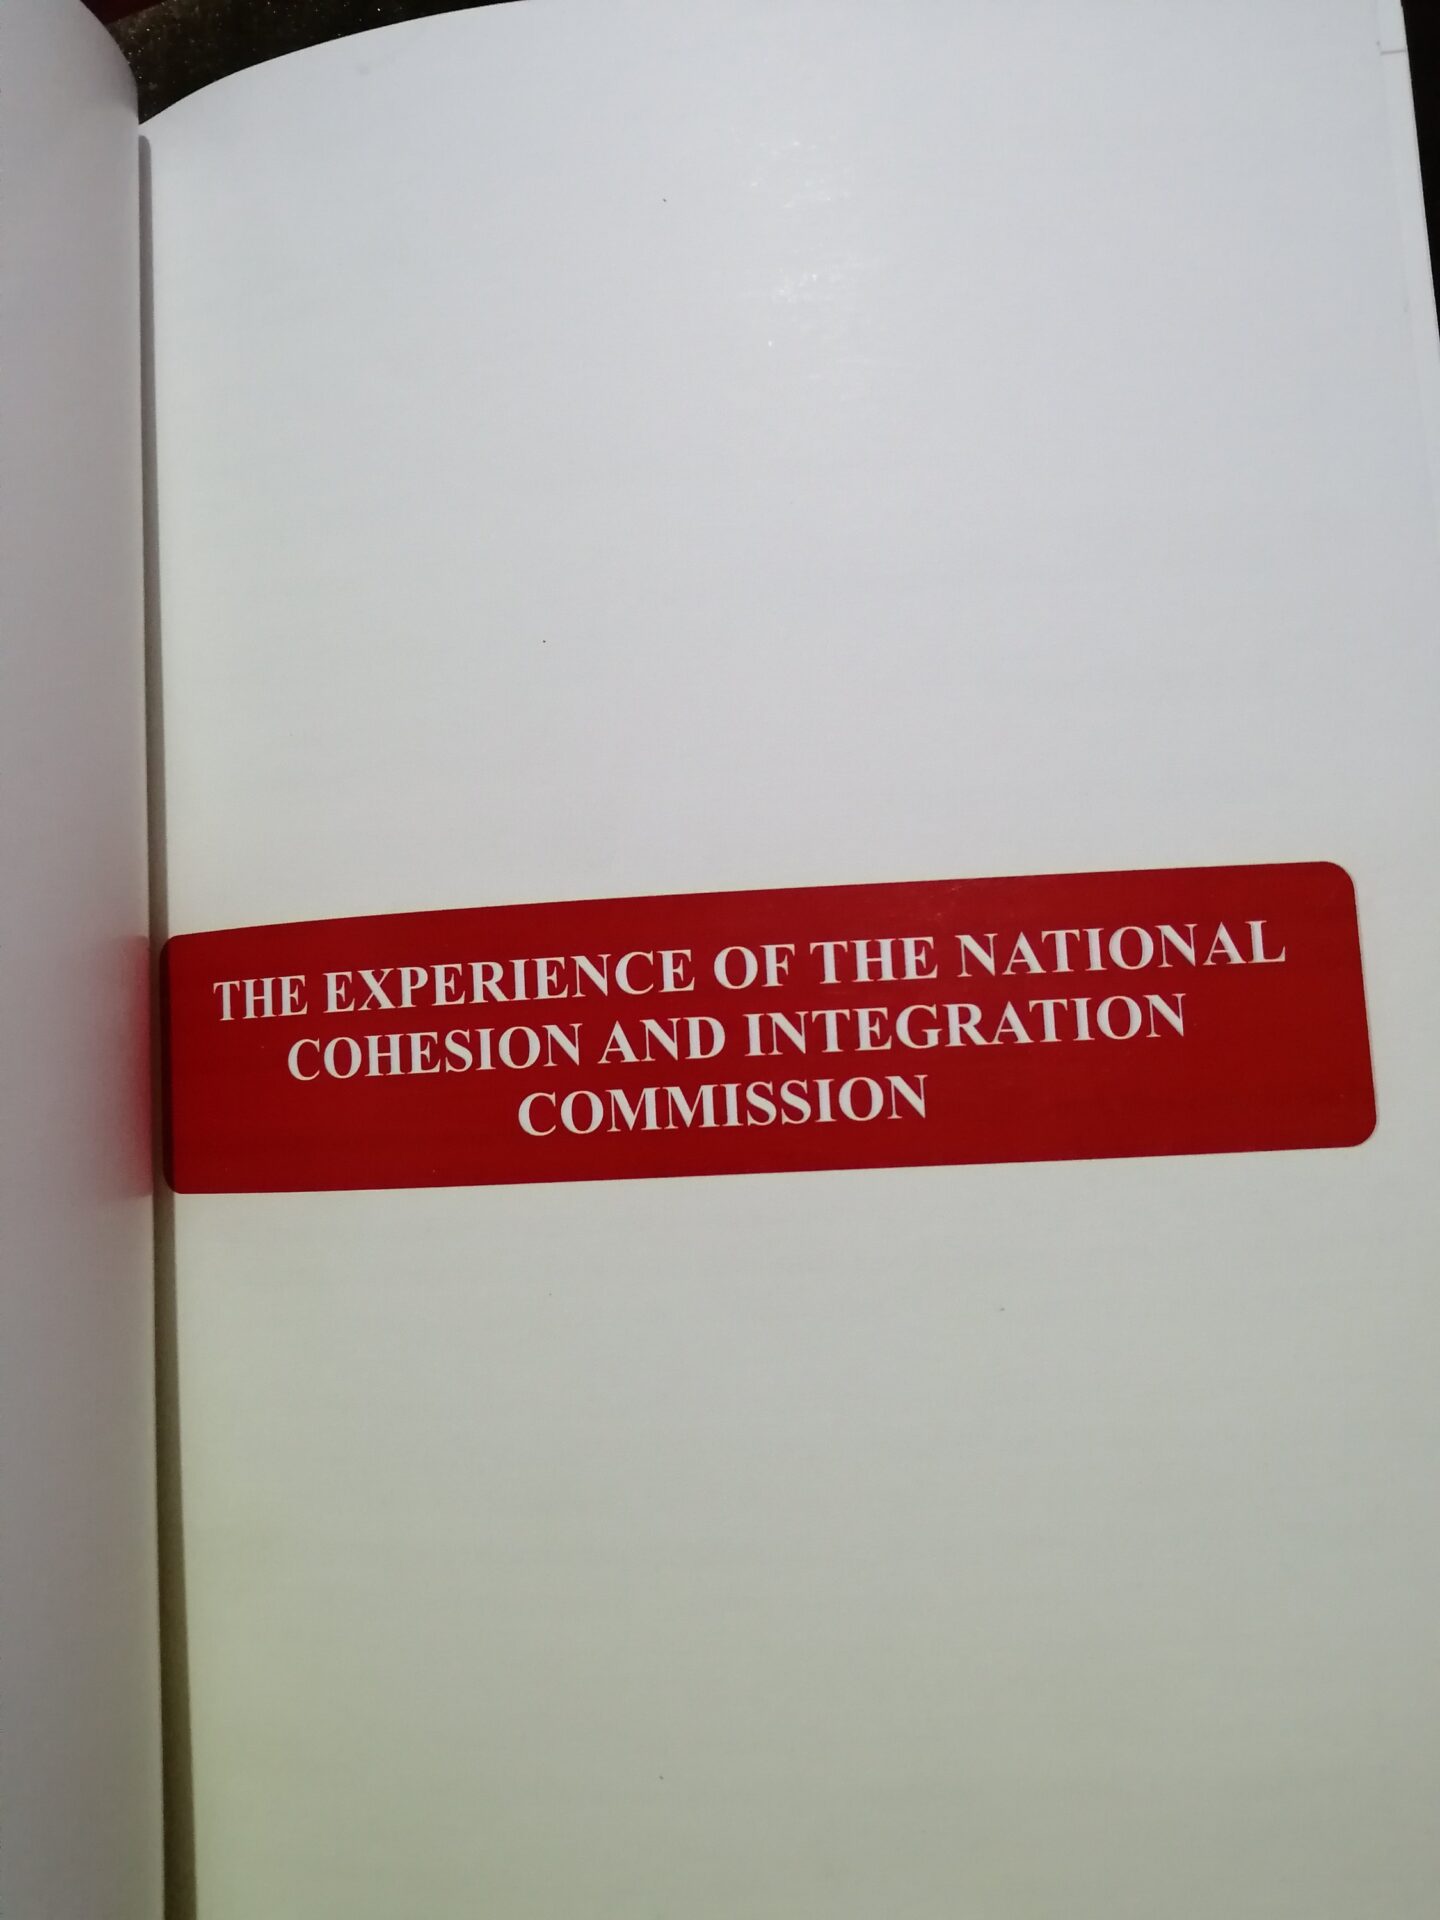 THE EXPERIENCE OF THE NATIONAL
COHESION AND INTEGRATION
COMMISSION